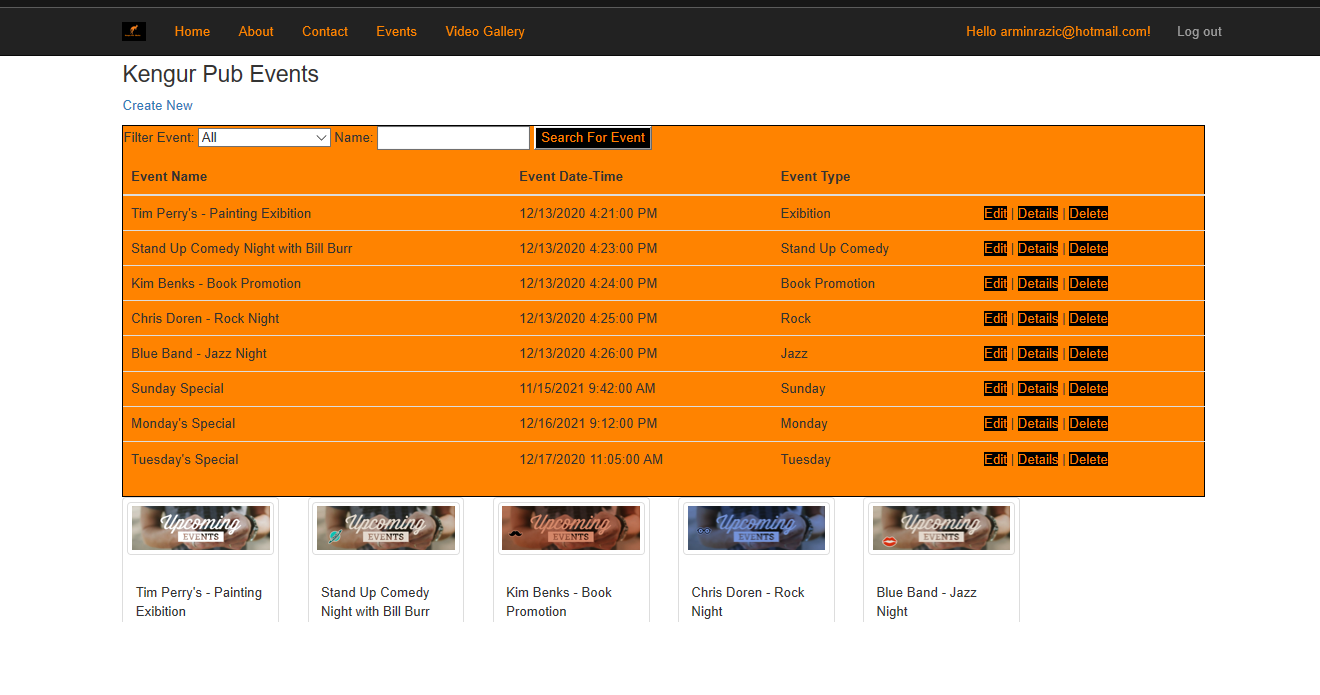 Home About Contact Events Video Gallery Hello arminrazic@hotmail.com! Log out
Kengur Pub Events
Create New
Filter Event: All Name: Search For Event
Event Name Event Date-Time Event Type
Tim Perry's - Painting Exibition 12/13/2020 4:21:00 PM Exibition Edit | Details | Delete
Stand Up Comedy Night with Bill Burr 12/13/2020 4:23:00 PM Stand Up Comedy Edit | Details | Delete
Kim Benks - Book Promotion 12/13/2020 4:24:00 PM Book Promotion Edit | Details | Delete
Chris Doren - Rock Night 12/13/2020 4:25:00 PM Rock Edit | Details | Delete
Blue Band - Jazz Night 12/13/2020 4:26:00 PM Jazz Edit | Details | Delete
Sunday Special 11/15/2021 9:42:00 AM Sunday Edit | Details | Delete
Monday's Special 12/16/2021 9:12:00 PM Monday Edit | Details | Delete
Tuesday's Special 12/17/2020 11:05:00 AM Tuesday Edit | Details | Delete
Upcoming Upcoming Upcoming Upcoming Upcoming
EVENTS EVENTS EVENTS EVENTS EVENTS
Tim Perry's - Painting Stand Up Comedy Kim Benks - Book Chris Doren - Rock Blue Band - Jazz
Exibition Night with Bill Burr Promotion Night Night